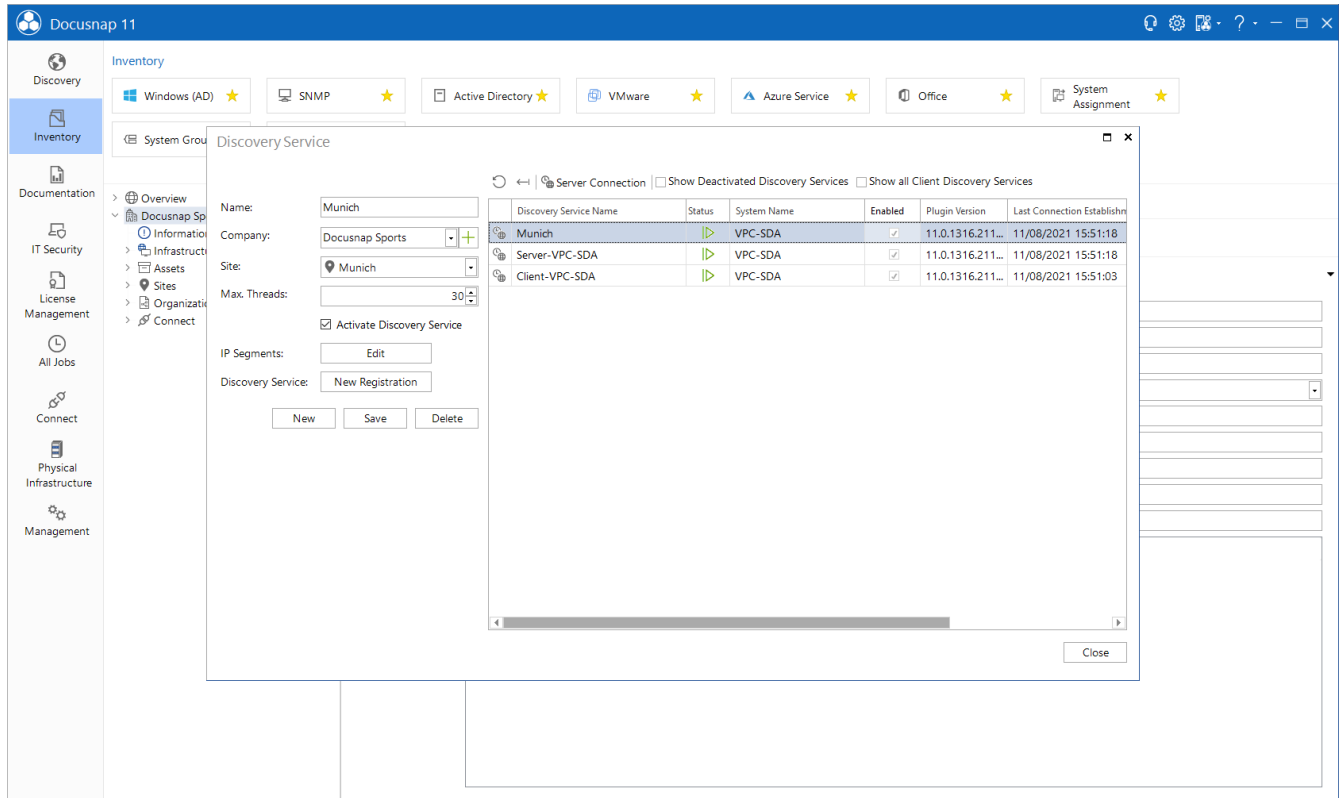 Docusnap 11
Discovery
Inventory
Documentation
IT Security
License
Management
All Jobs
Connect
Physical
Infrastructure
Management
Inventory
Windows (AD)
SNMP
Active Directory
VMware
Azure Service
Office
System
Assignment
System Grou
Overview
Docusnap Sp
Information
Infrastructu
Assets
Sites
Organizatio
Connect
Discovery Service
Name:
Munich
Company:
Docusnap Sports
Site:
Munich
Max. Threads:
30
Activate Discovery Service
IP Segments:
Edit
Discovery Service:
New Registration
New Save Delete
Server Connection Show Deactivated Discovery Services Show all Client Discovery Services
Discovery Service Name Status System Name Enabled Plugin Version Last Connection Establishm
Munich VPC-SDA 11.0.1316.211... 11/08/2021 15:51:18
Server-VPC-SDA VPC-SDA 11.0.1316.211... 11/08/2021 15:51:18
Client-VPC-SDA VPC-SDA 11.0.1316.211... 11/08/2021 15:51:03
Close